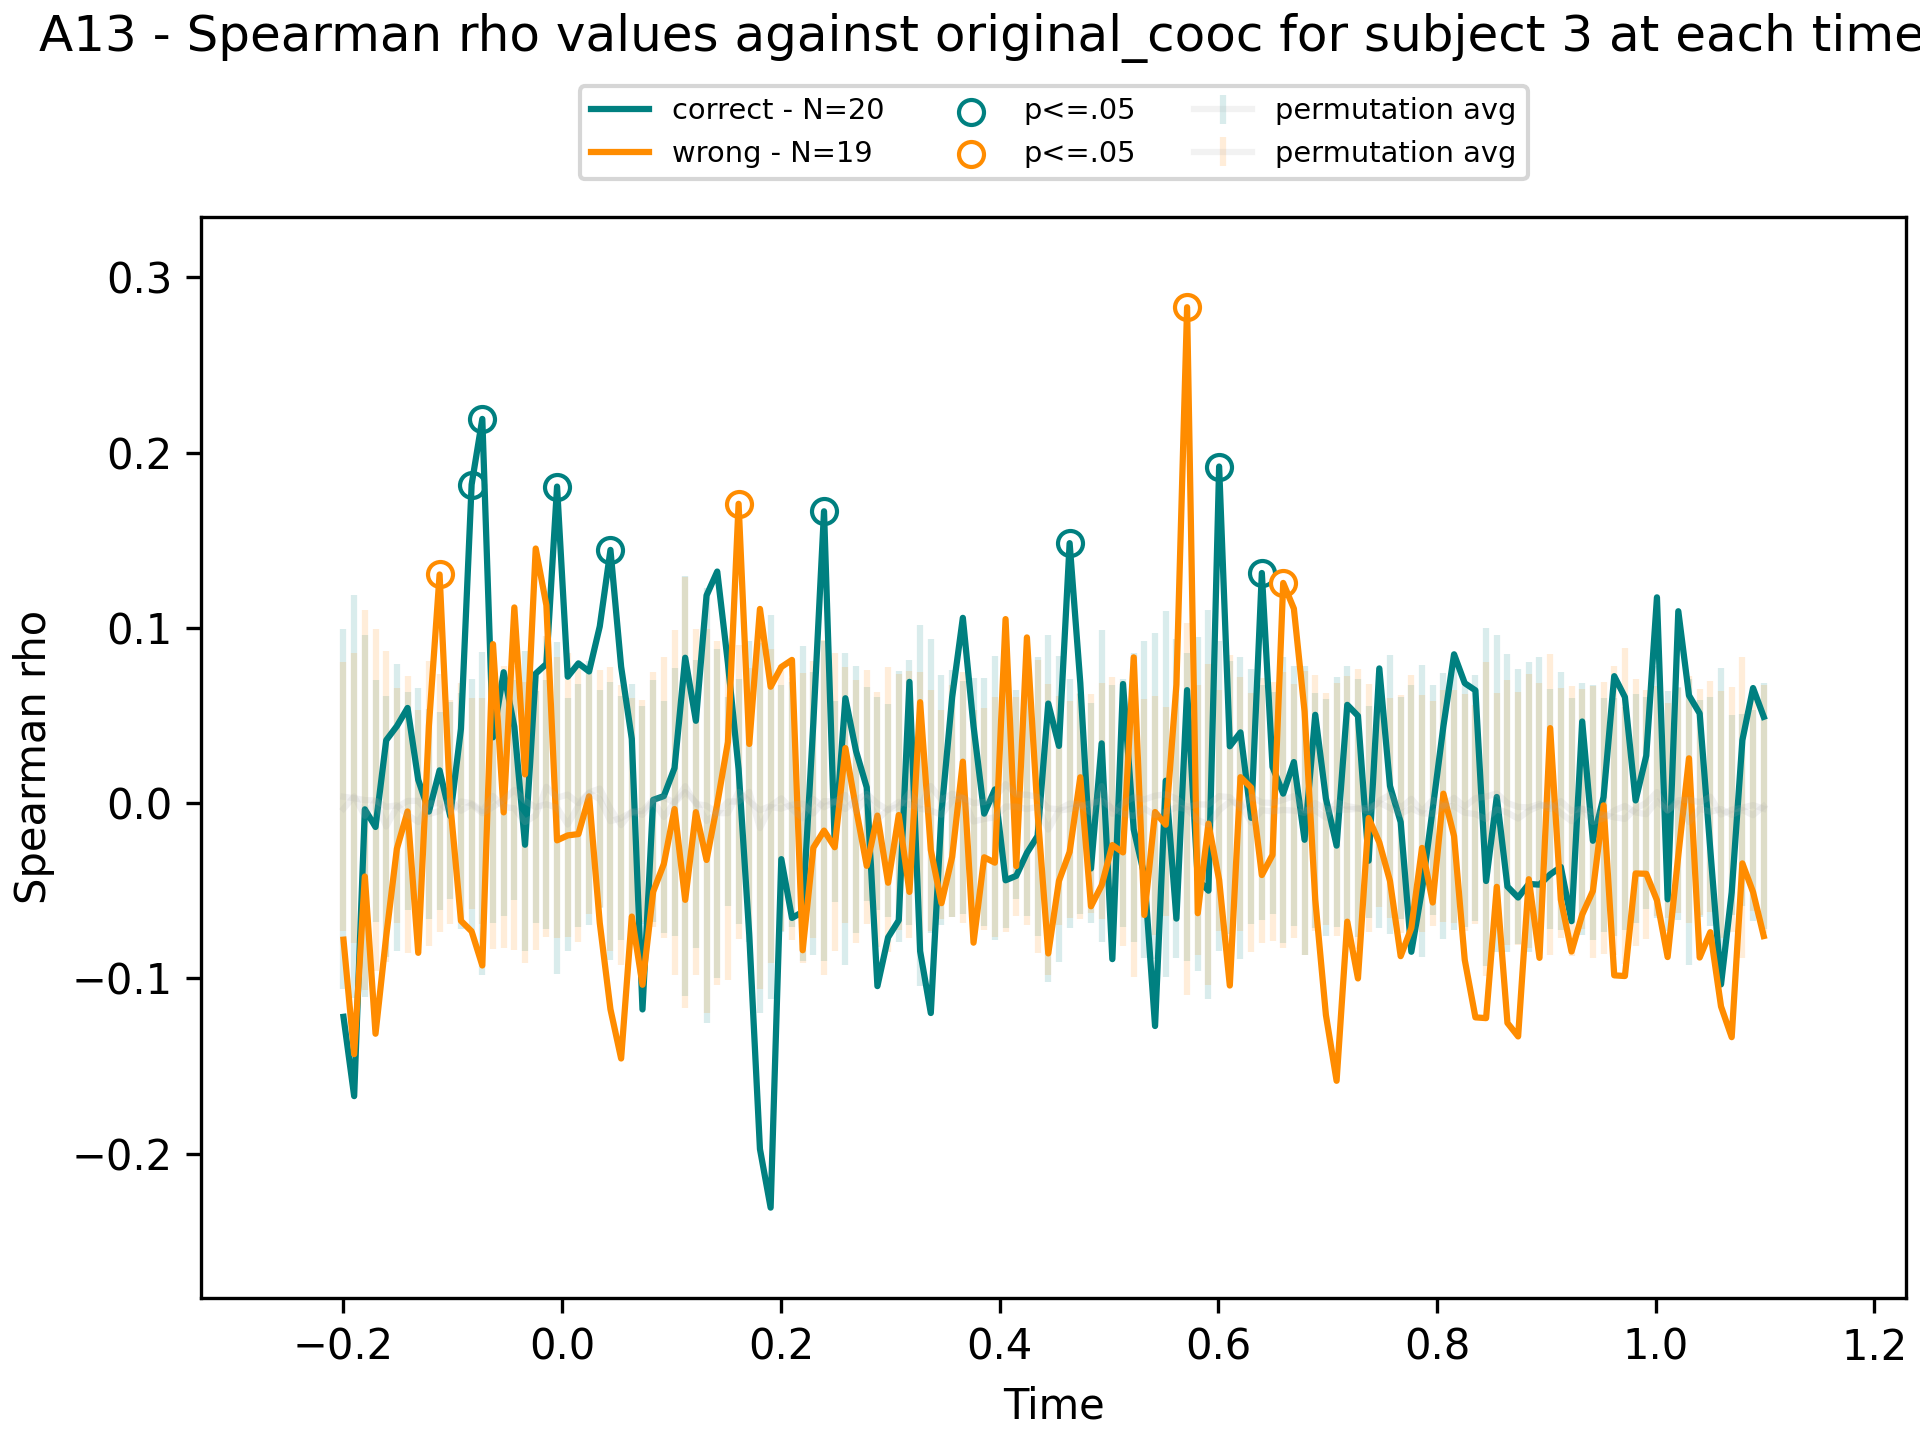 A13 - Spearman rho values against original_cooc for subject 3 at each time
correct - N=20
p<=.05
permutation avg
wrong - N=19
p<=.05
permutation avg
Spearman rho
0.3
0.2
0.1
0.0
−0.1
−0.2
−0.2
0.0
0.2
0.4
0.6
0.8
1.0
1.2
Time